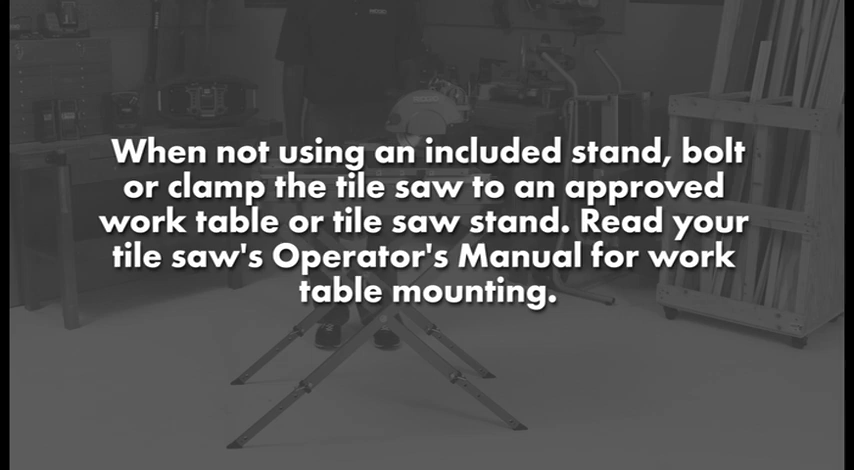 When not using an included stand, bolt
or clamp the tile saw to an approved
work table or tile saw stand. Read your
tile saw's Operator's Manual for work
table mounting.